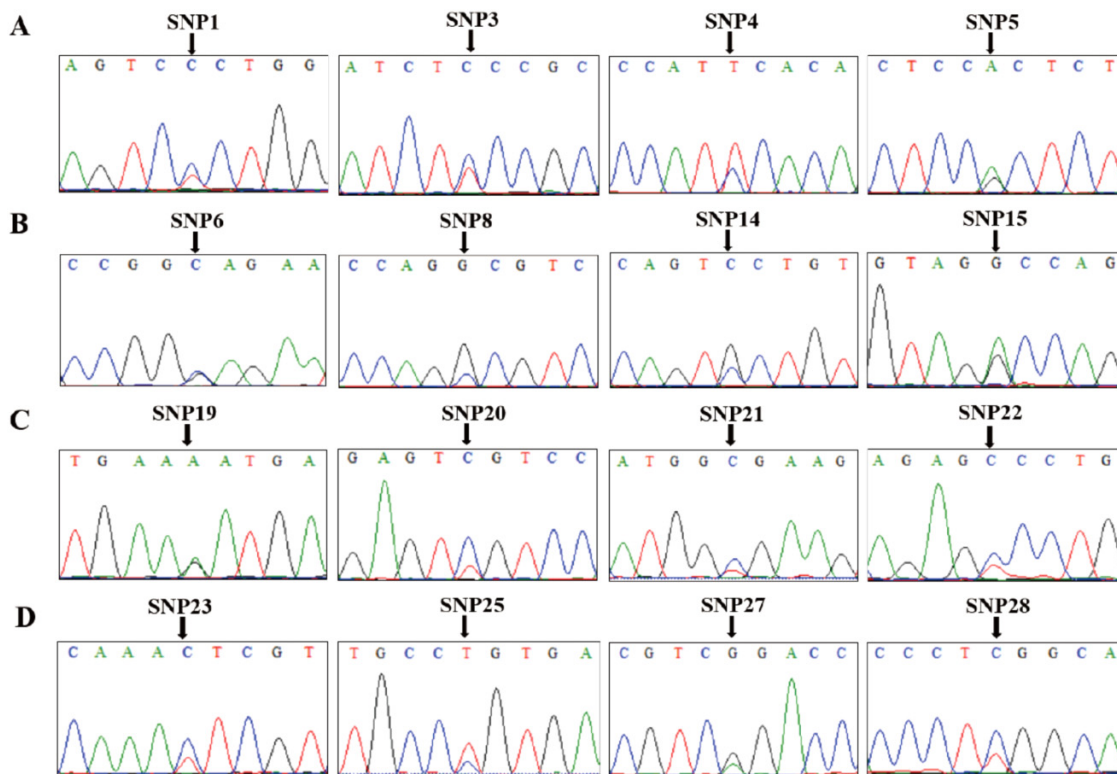 A SNP1 SNP3 SNP4 SNP5
A G T C C C T G G A T C T C C C G C C C A T T C A C A C T C C A C T C T
B SNP6 SNP8 SNP14 SNP15
C C G G C A G A A C C A G G C G T C C A G T C C T G T G T A G G C C A G
C SNP19 SNP20 SNP21 SNP22
T G A A A A T G A G A G T C G T C C A T G G C G A A G A G A G C C C T G
D SNP23 SNP25 SNP27 SNP28
C A A A C T C G T T G C C T G T G A C G T C G G A C C C C C T C G G C A